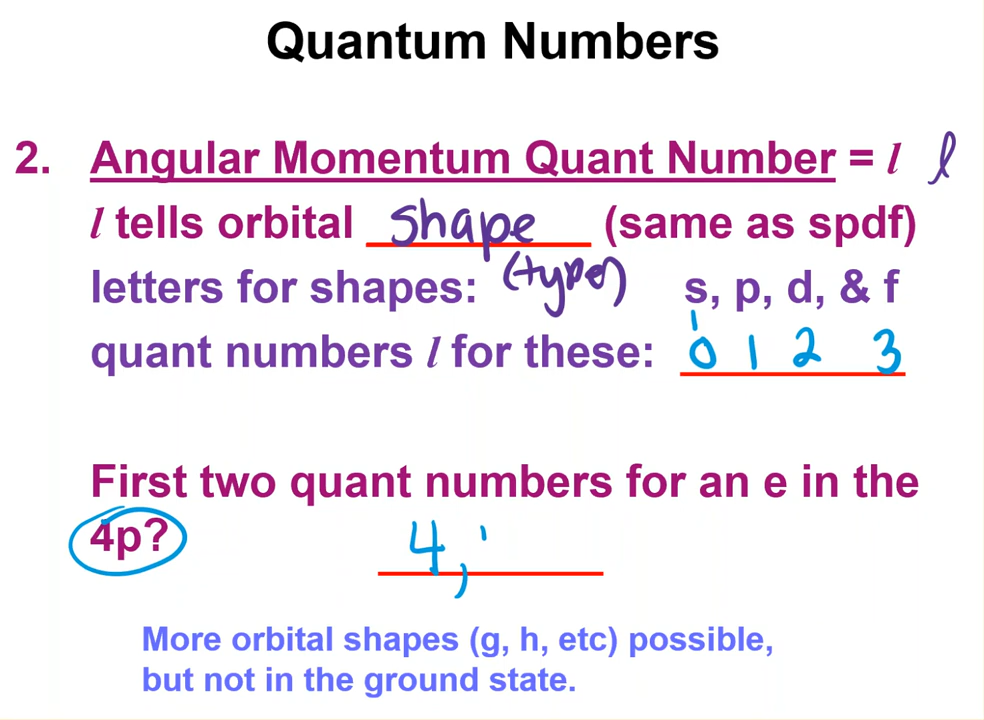 Quantum Numbers
2. Angular Momentum Quant Number = l l
l tells orbital shape (same as spdf)
letters for shapes: (type) s, p, d, & f
quant numbers l for these: 0 1 2 3
First two quant numbers for an e in the
4p? 4,
More orbital shapes (g, h, etc) possible,
but not in the ground state.